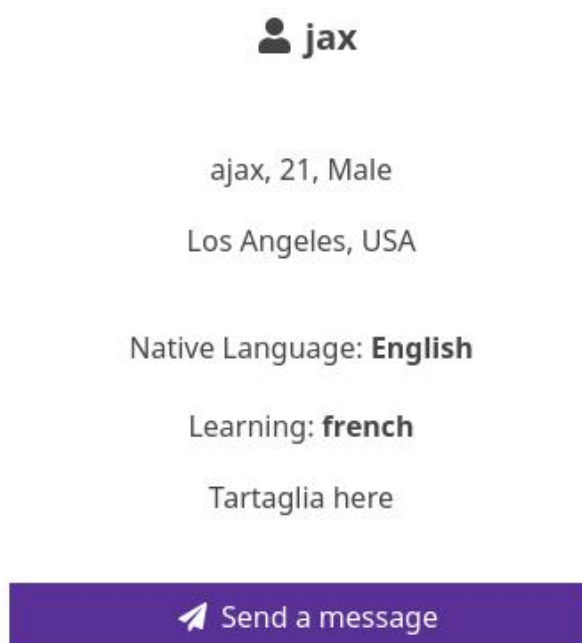 jax
ajax, 21, Male
Los Angeles, USA
Native Language: English
Learning: french
Tartaglia here
Send a message